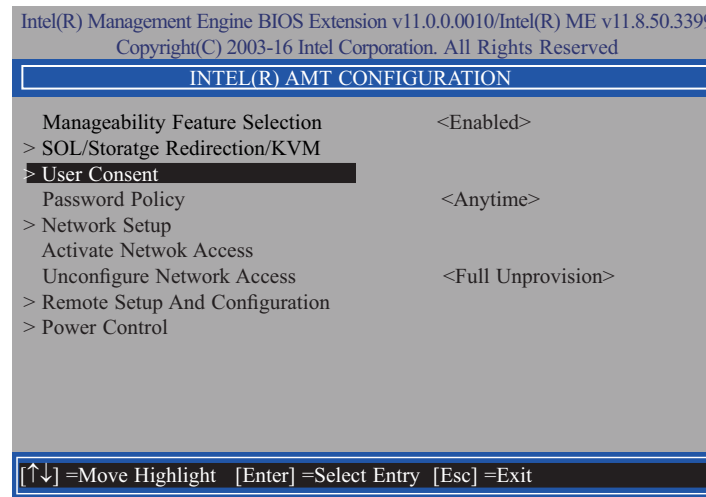 Intel(R) Management Engine BIOS Extension v11.0.0.0010/Intel(R) ME v11.8.50.3399
Copyright(C) 2003-16 Intel Corporation. All Rights Reserved
INTEL(R) AMT CONFIGURATION
Manageability Feature Selection <Enabled>
> SOL/Storatge Redirection/KVM
> User Consent
Password Policy <Anytime>
> Network Setup
Activate Netwok Access
Unconfigure Network Access <Full Unprovision>
> Remote Setup And Configuration
> Power Control
[↑↓] =Move Highlight [Enter] =Select Entry [Esc] =Exit